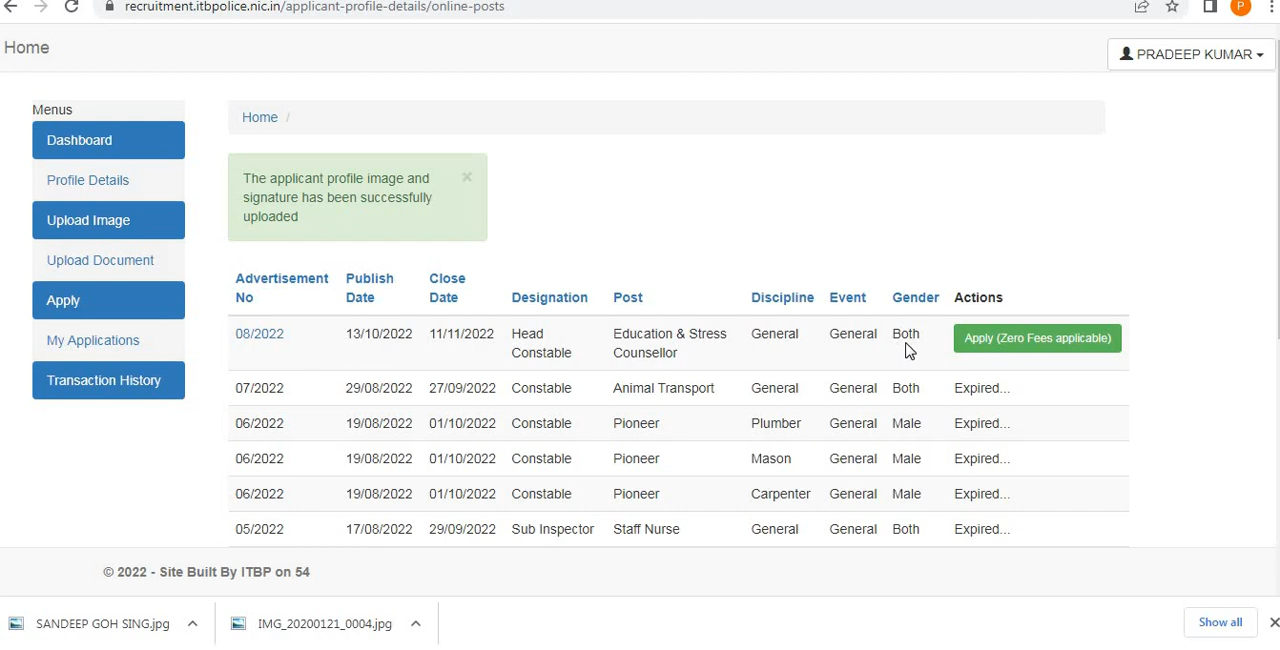 recruitment.itbpolice.nic.in/applicant-profile-details/online-posts
P
Home
PRADEEP KUMAR
Menus
Dashboard
Profile Details
Upload Image
Upload Document
Apply
My Applications
Transaction History
Home /
The applicant profile image and
signature has been successfully
uploaded
×
Advertisement No Publish Date Close Date Designation Post Discipline Event Gender Actions
08/2022 13/10/2022 11/11/2022 Head Constable Education & Stress Counsellor General General Both Apply (Zero Fees applicable)
07/2022 29/08/2022 27/09/2022 Constable Animal Transport General General Both Expired...
06/2022 19/08/2022 01/10/2022 Constable Pioneer Plumber General Male Expired...
06/2022 19/08/2022 01/10/2022 Constable Pioneer Mason General Male Expired...
06/2022 19/08/2022 01/10/2022 Constable Pioneer Carpenter General Male Expired...
05/2022 17/08/2022 29/09/2022 Sub Inspector Staff Nurse General General Both Expired...
© 2022 - Site Built By ITBP on 54
SANDEEP GOH SING.jpg
IMG_20200121_0004.jpg
Show all